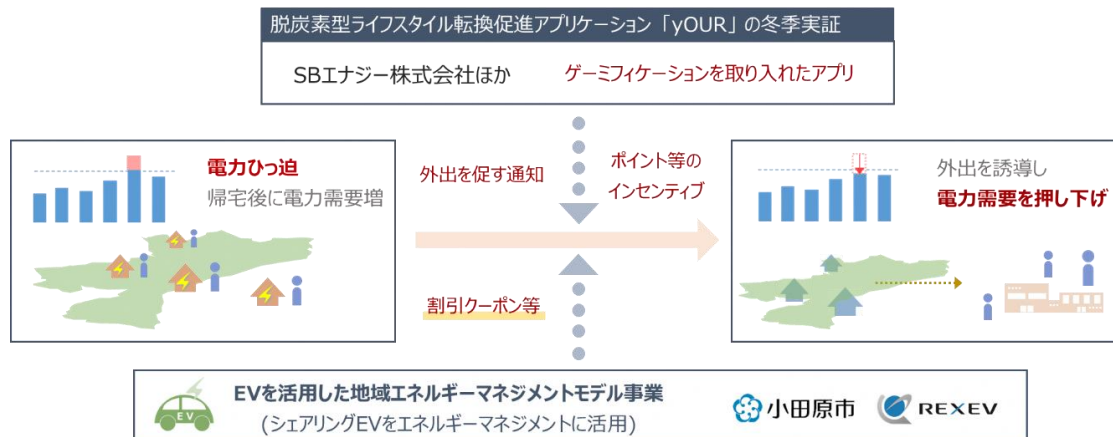 脱炭素型ライフスタイル転換促進アプリケーション「yOUR」の冬季実証
SBエナジー株式会社ほか ゲーミフィケーションを取り入れたアプリ
電力ひっ迫
帰宅後に電力需要増
外出を促す通知
ポイント等の
インセンティブ
割引クーポン等
外出を誘導し
電力需要を押し下げ
EV
EVを活用した地域エネルギーマネジメントモデル事業
(シェアリングEVをエネルギーマネジメントに活用)
小田原市
REXEV